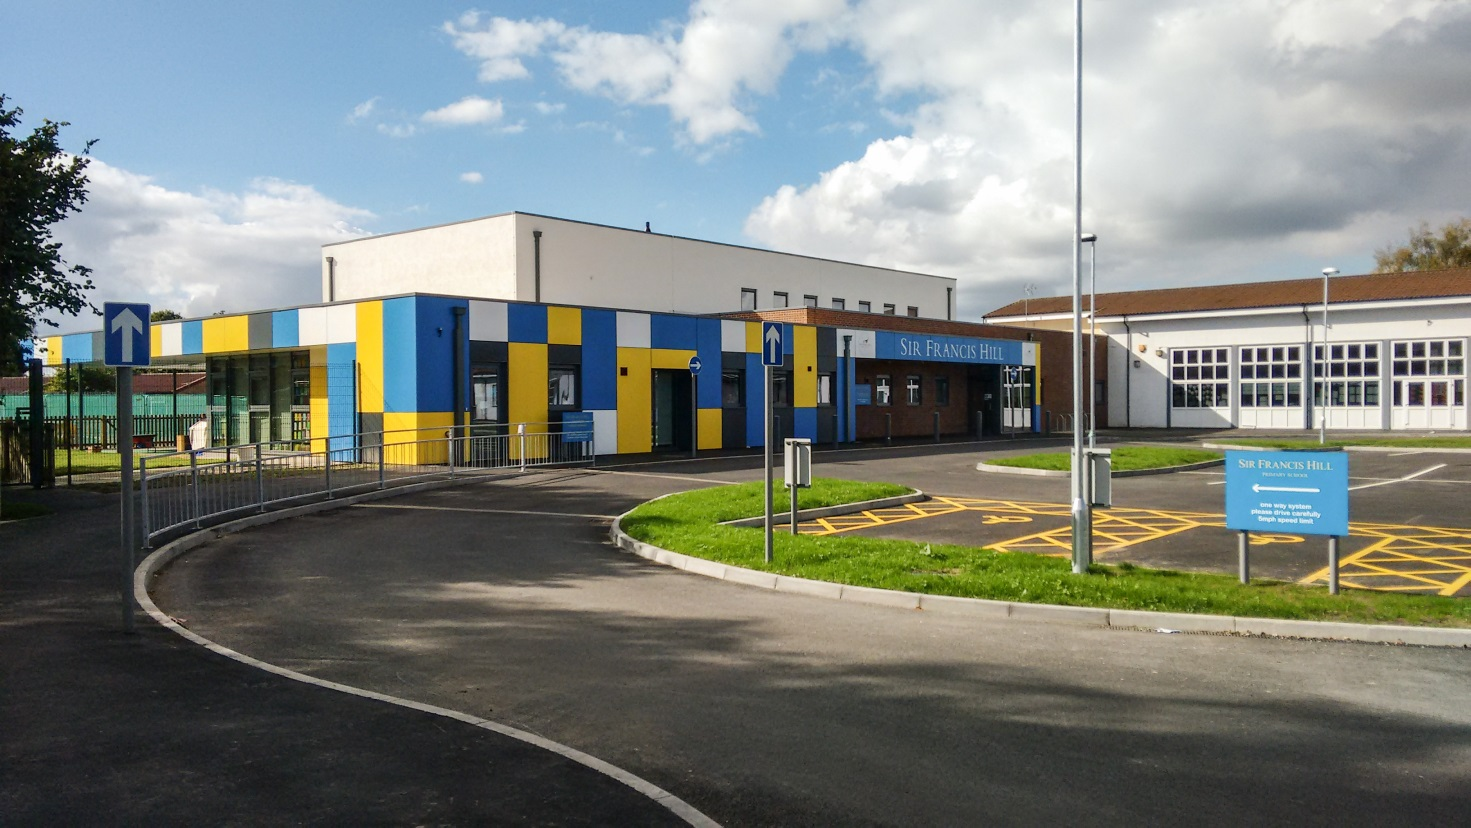 SIR FRANCIS HILL
SIR FRANCIS HILL
PRIMARY SCHOOL
one way system
please drive carefully
5mph speed limit